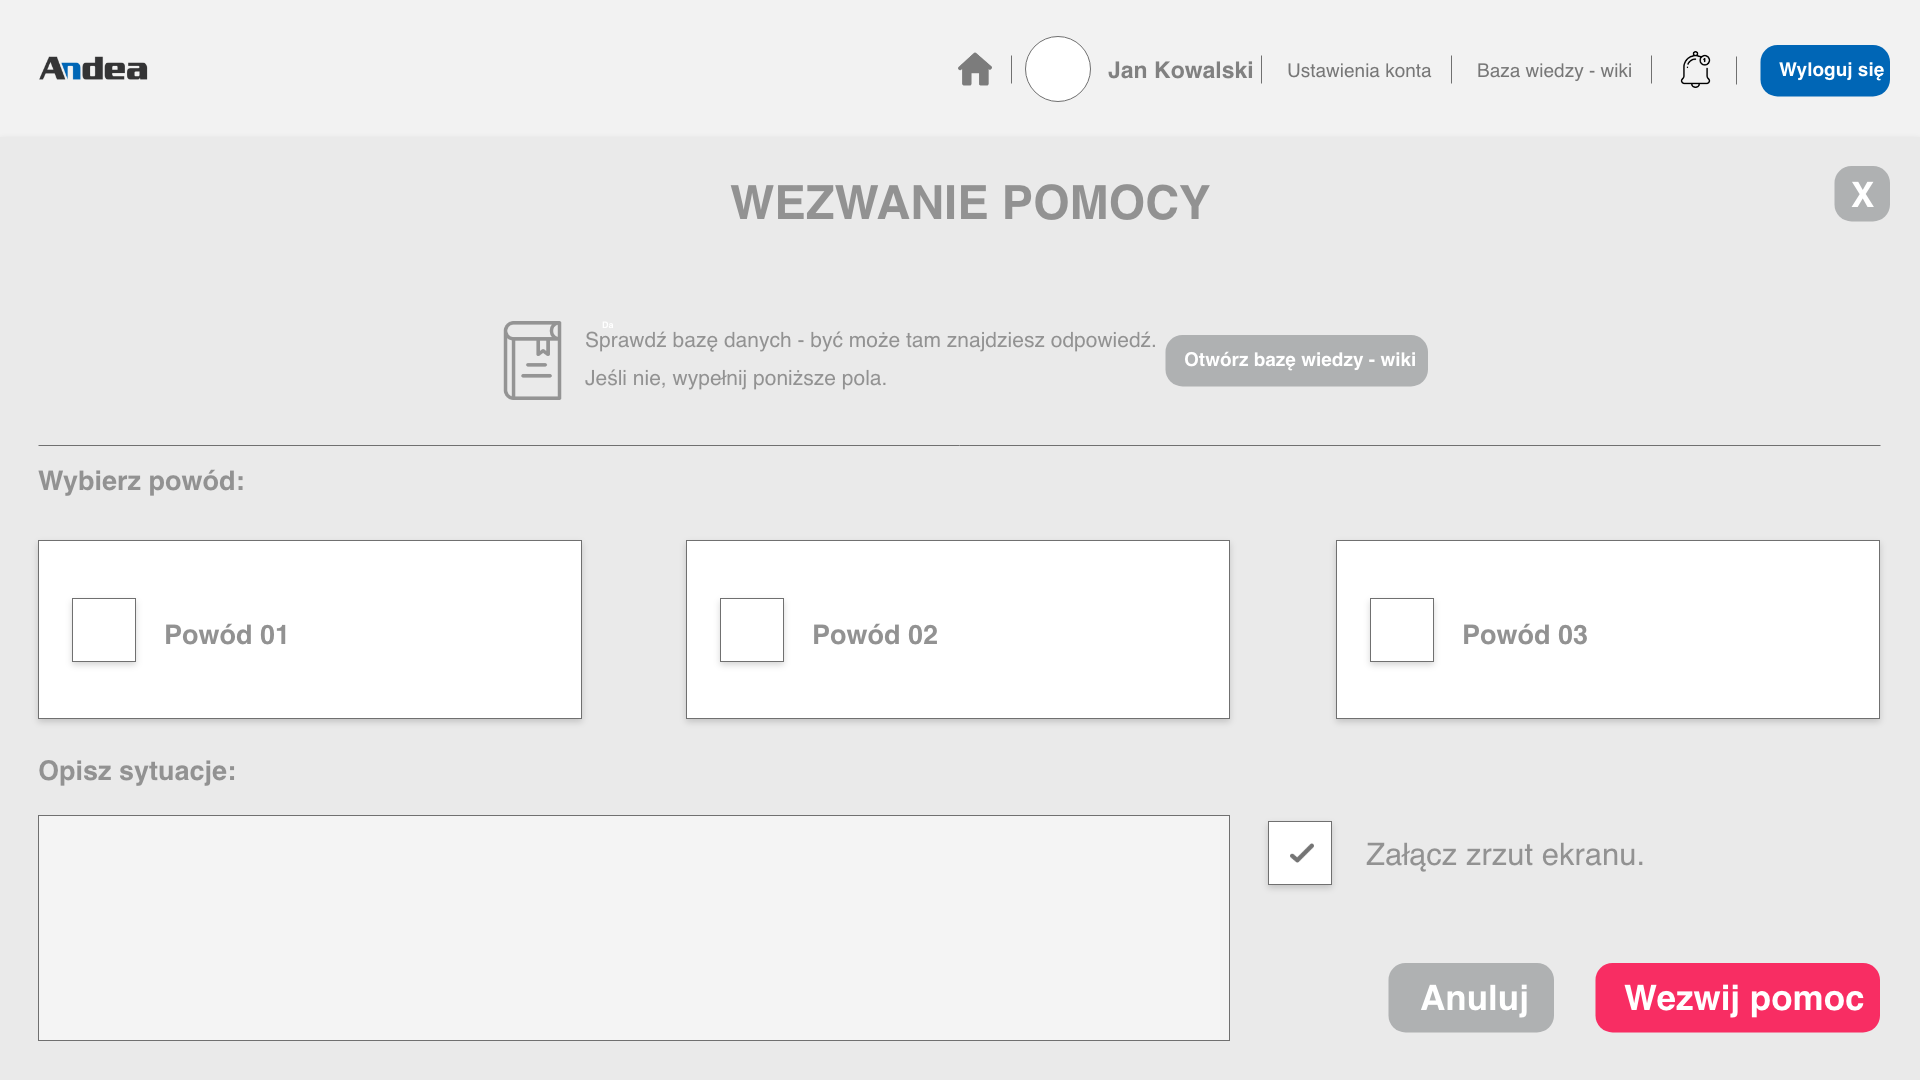 Andea
Jan Kowalski
Ustawienia konta
Baza wiedzy - wiki
Wyloguj się
WEZWANIE POMOCY
X
Da
Sprawdź bazę danych - być może tam znajdziesz odpowiedź.
Jeśli nie, wypełnij poniższe pola.
Otwórz bazę wiedzy - wiki
Wybierz powód:
Powód 01
Powód 02
Powód 03
Opisz sytuacje:
Załącz zrzut ekranu.
Anuluj
Wezwij pomoc